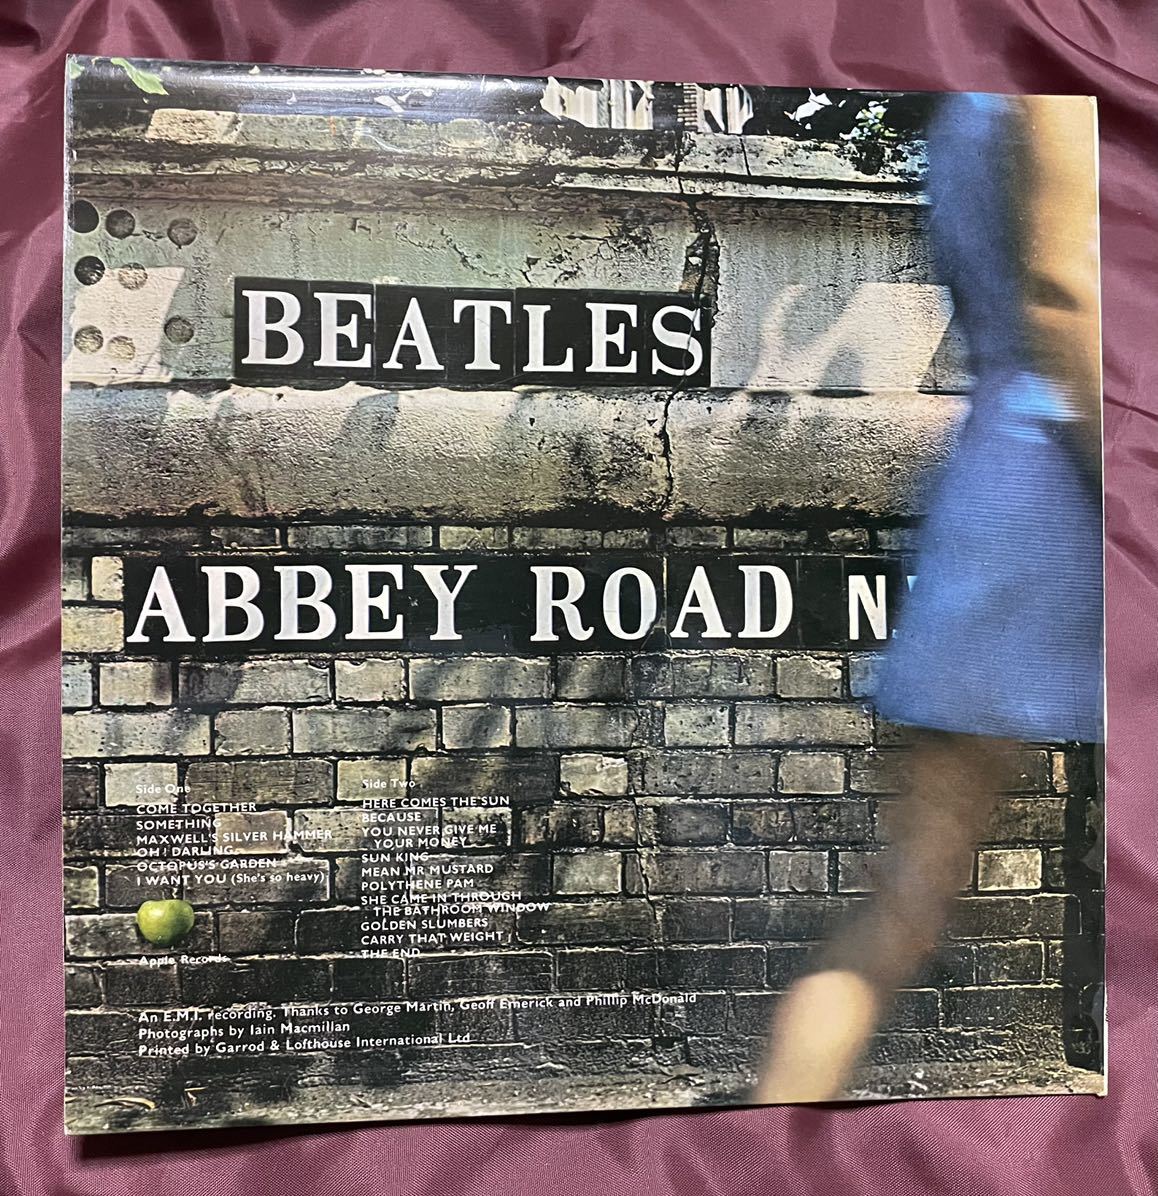 BEATLES
ABBEY ROAD N
Side One
COME TOGETHER
SOMETHING
MAXWELL'S SILVER HAMMER
OH! DARLING
OCTOPUS'S GARDEN
I WANT YOU (She's so heavy)
Apple Records
Side Two
HERE COMES THE SUN
BECAUSE
YOU NEVER GIVE ME
YOUR MONEY
SUN KING
MEAN MR MUSTARD
POLYTHENE PAM
SHE CAME IN THROUGH
THE BATHROOM WINDOW
GOLDEN SLUMBERS
CARRY THAT WEIGHT
THE END
An E.M.I. recording. Thanks to George Martin, Geoff Emerick and Phillip McDonald
Photographs by Iain Macmillan
Printed by Garrod & Lofthouse International Ltd